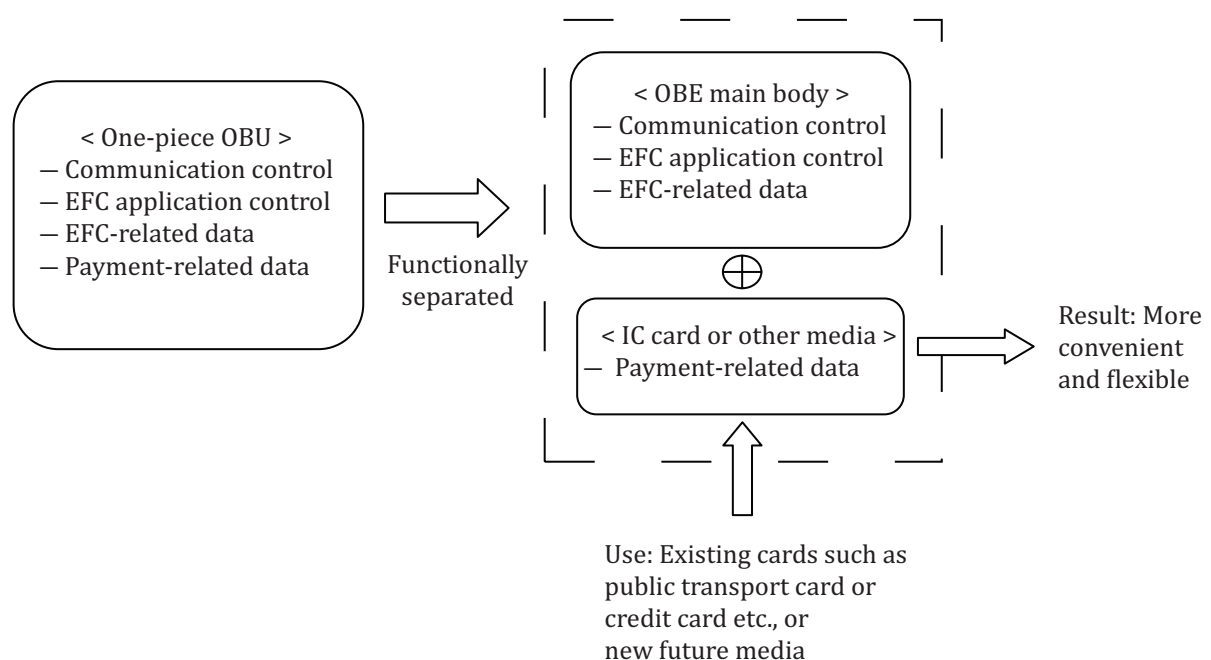 < One-piece OBU >
— Communication control
— EFC application control
— EFC-related data
— Payment-related data
Functionally
separated
< OBE main body >
— Communication control
— EFC application control
— EFC-related data
< IC card or other media >
— Payment-related data
Result: More
convenient
and flexible
Use: Existing cards such as
public transport card or
credit card etc., or
new future media